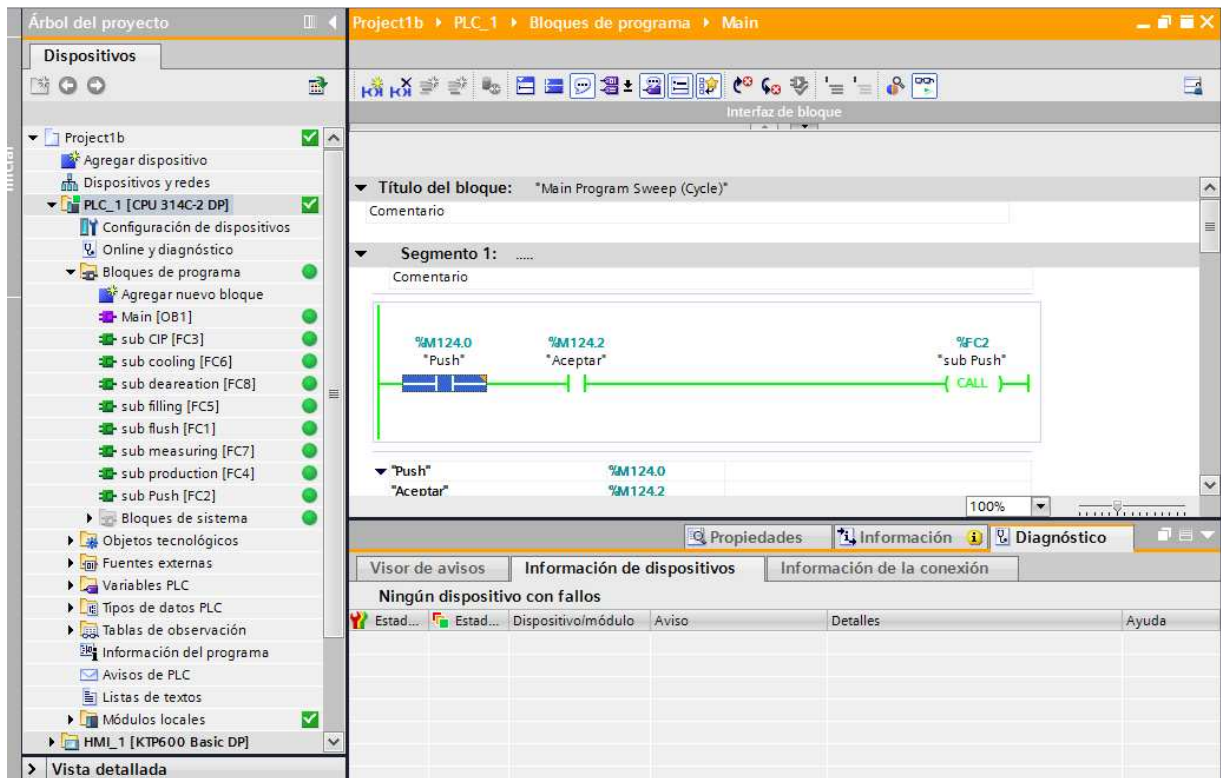 Árbol del proyecto
Dispositivos
Project1b
Agregar dispositivo
Dispositivos y redes
PLC_1 [CPU 314C-2 DP]
Configuración de dispositivos
Online y diagnóstico
Bloques de programa
Agregar nuevo bloque
Main [OB1]
sub CIP [FC3]
sub cooling [FC6]
sub deareation [FC8]
sub filling [FC5]
sub flush [FC1]
sub measuring [FC7]
sub production [FC4]
sub Push [FC2]
Bloques de sistema
Objetos tecnológicos
Fuentes externas
Variables PLC
Tipos de datos PLC
Tablas de observación
Información del programa
Avisos de PLC
Listas de textos
Módulos locales
HMI_1 [KTP600 Basic DP]
Vista detallada
Project1b PLC_1 Bloques de programa Main
Interfaz de bloque
Título del bloque: "Main Program Sweep (Cycle)"
Comentario
Segmento 1: .....
Comentario
%M124.0 %M124.2 %FC2
"Push" "Aceptar" "sub Push"
CALL
"Push" %M124.0
"Aceptar" %M124.2
100%
Propiedades Información Diagnóstico
Visor de avisos Información de dispositivos Información de la conexión
Ningún dispositivo con fallos
Estad... Estad... Dispositivo/módulo Aviso Detalles Ayuda